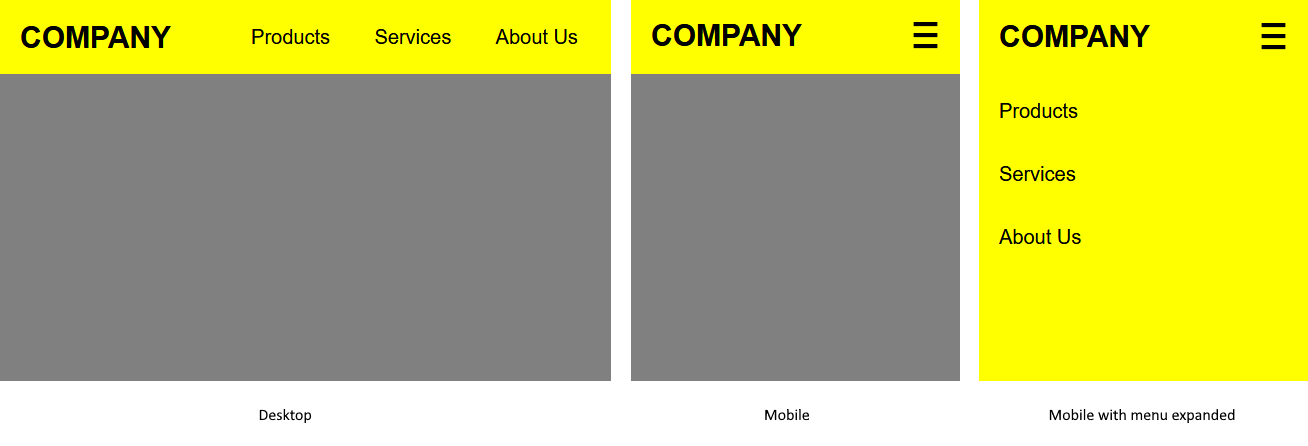 COMPANY Products Services About Us
COMPANY ☰
COMPANY ☰
Products
Services
About Us
Desktop
Mobile
Mobile with menu expanded